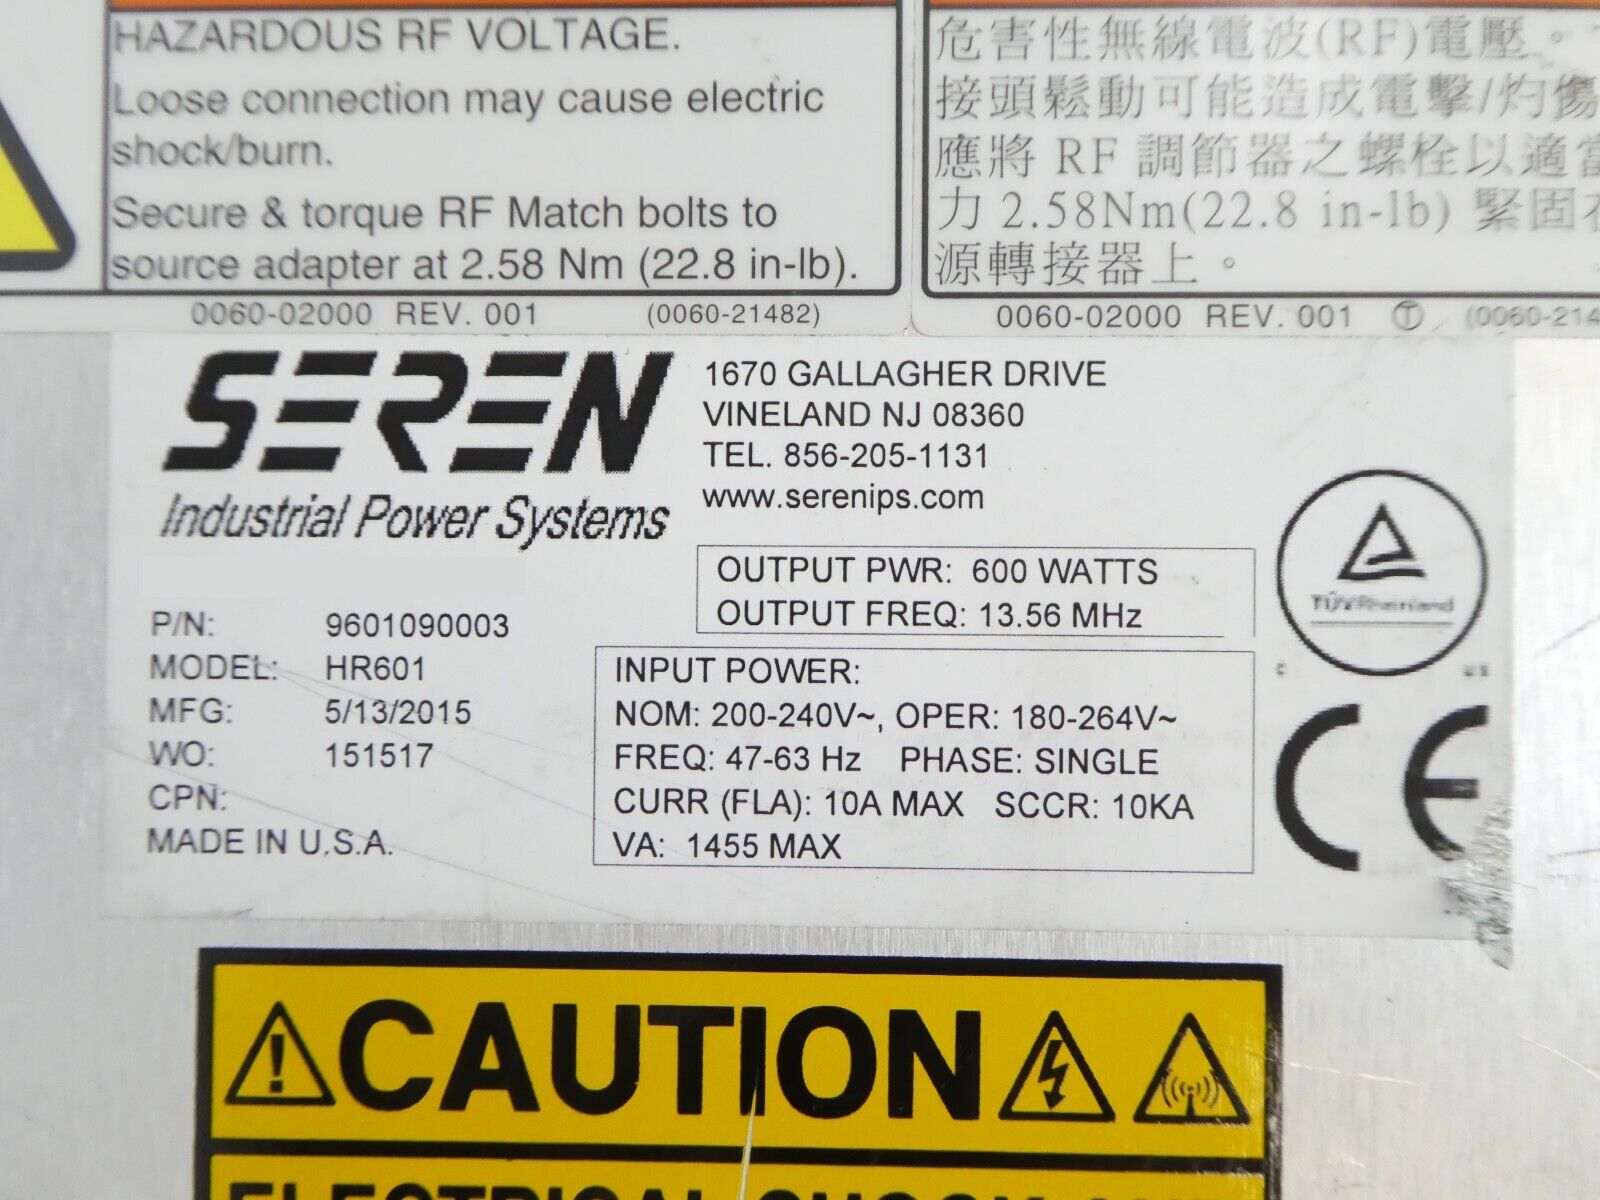 HAZARDOUS RF VOLTAGE.
Loose connection may cause electric
shock/burn.
Secure & torque RF Match bolts to
source adapter at 2.58 Nm (22.8 in-lb).
0060-02000 REV. 001 (0060-21482)
危害性無線電波(RF)電壓。
接頭鬆動可能造成電擊/灼傷
應將 RF 調節器之螺栓以適當
力 2.58Nm(22.8 in-lb) 緊固在
源轉接器上。
0060-02000 REV. 001 Ⓣ (0060-214
SEREN
Industrial Power Systems
1670 GALLAGHER DRIVE
VINELAND NJ 08360
TEL. 856-205-1131
www.serenips.com
OUTPUT PWR: 600 WATTS
OUTPUT FREQ: 13.56 MHz
P/N: 9601090003
MODEL: HR601
MFG: 5/13/2015
WO: 151517
CPN:
MADE IN U.S.A.
INPUT POWER:
NOM: 200-240V~, OPER: 180-264V~
FREQ: 47-63 Hz PHASE: SINGLE
CURR (FLA): 10A MAX SCCR: 10KA
VA: 1455 MAX
TÜVRheinland
C US
CE
CAUTION
ELECTRICAL SHOCK AND